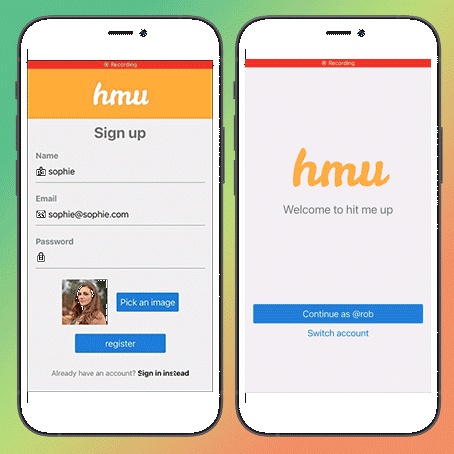 Recording
hmu
Sign up
Name
sophie
Email
sophie@sophie.com
Password
Pick an image
register
Already have an account? Sign in instead
Recording
hmu
Welcome to hit me up
Continue as @rob
Switch account